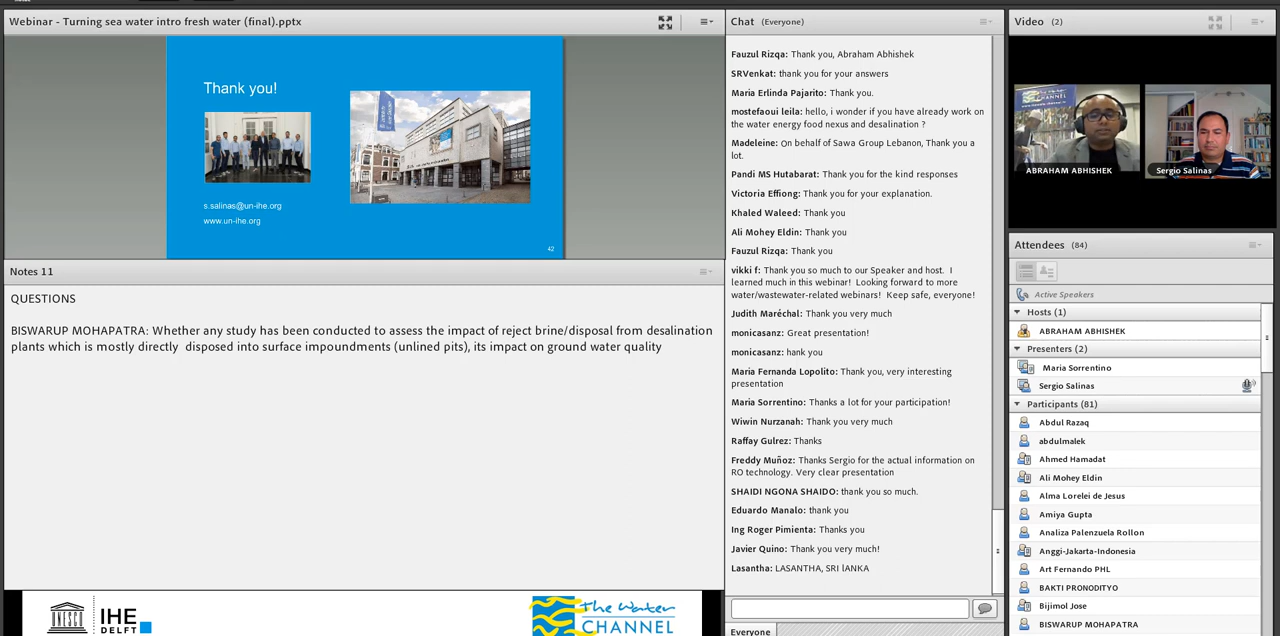 Webinar - Turning sea water intro fresh water (final).pptx
Thank you!
s.salinas@un-ihe.org
www.un-ihe.org
42
Notes 11
QUESTIONS
BISWARUP MOHAPATRA: Whether any study has been conducted to assess the impact of reject brine/disposal from desalination
plants which is mostly directly disposed into surface impoundments (unlined pits), its impact on ground water quality
UNESCO
IHE
DELFT
The Water
CHANNEL
Chat (Everyone)
Fauzul Rizqa: Thank you, Abraham Abhishek
SRVenkat: thank you for your answers
Maria Erlinda Pajarito: Thank you.
mostefaoui leila: hello, i wonder if you have already work on
the water energy food nexus and desalination ?
Madeleine: On behalf of Sawa Group Lebanon, Thank you a
lot.
Pandi MS Hutabarat: Thank you for the kind responses
Victoria Effiong: Thank you for your explanation.
Khaled Waleed: Thank you
Ali Mohey Eldin: Thank you
Fauzul Rizqa: Thank you
vikki f: Thank you so much to our Speaker and host. I
learned much in this webinar! Looking forward to more
water/wastewater-related webinars! Keep safe, everyone!
Judith Maréchal: Thank you very much
monicasanz: Great presentation!
monicasanz: hank you
Maria Fernanda Lopolito: Thank you, very interesting
presentation
Maria Sorrentino: Thanks a lot for your participation!
Wiwin Nurzanah: Thank you very much
Raffay Gulrez: Thanks
Freddy Muñoz: Thanks Sergio for the actual information on
RO technology. Very clear presentation
SHAIDI NGONA SHAIDO: thank you so much.
Eduardo Manalo: thank you
Ing Roger Pimienta: Thanks you
Javier Quino: Thank you very much!
Lasantha: LASANTHA, SRI lANKA
Everyone
Video (2)
CHANNEL
ABRAHAM ABHISHEK
Sergio Salinas
Attendees (84)
Active Speakers
Hosts (1)
ABRAHAM ABHISHEK
Presenters (2)
Maria Sorrentino
Sergio Salinas
Participants (81)
Abdul Razaq
abdulmalek
Ahmed Hamadat
Ali Mohey Eldin
Alma Lorelei de Jesus
Amiya Gupta
Analiza Palenzuela Rollon
Anggi-Jakarta-Indonesia
Art Fernando PHL
BAKTI PRONODITYO
Bijimol Jose
BISWARUP MOHAPATRA